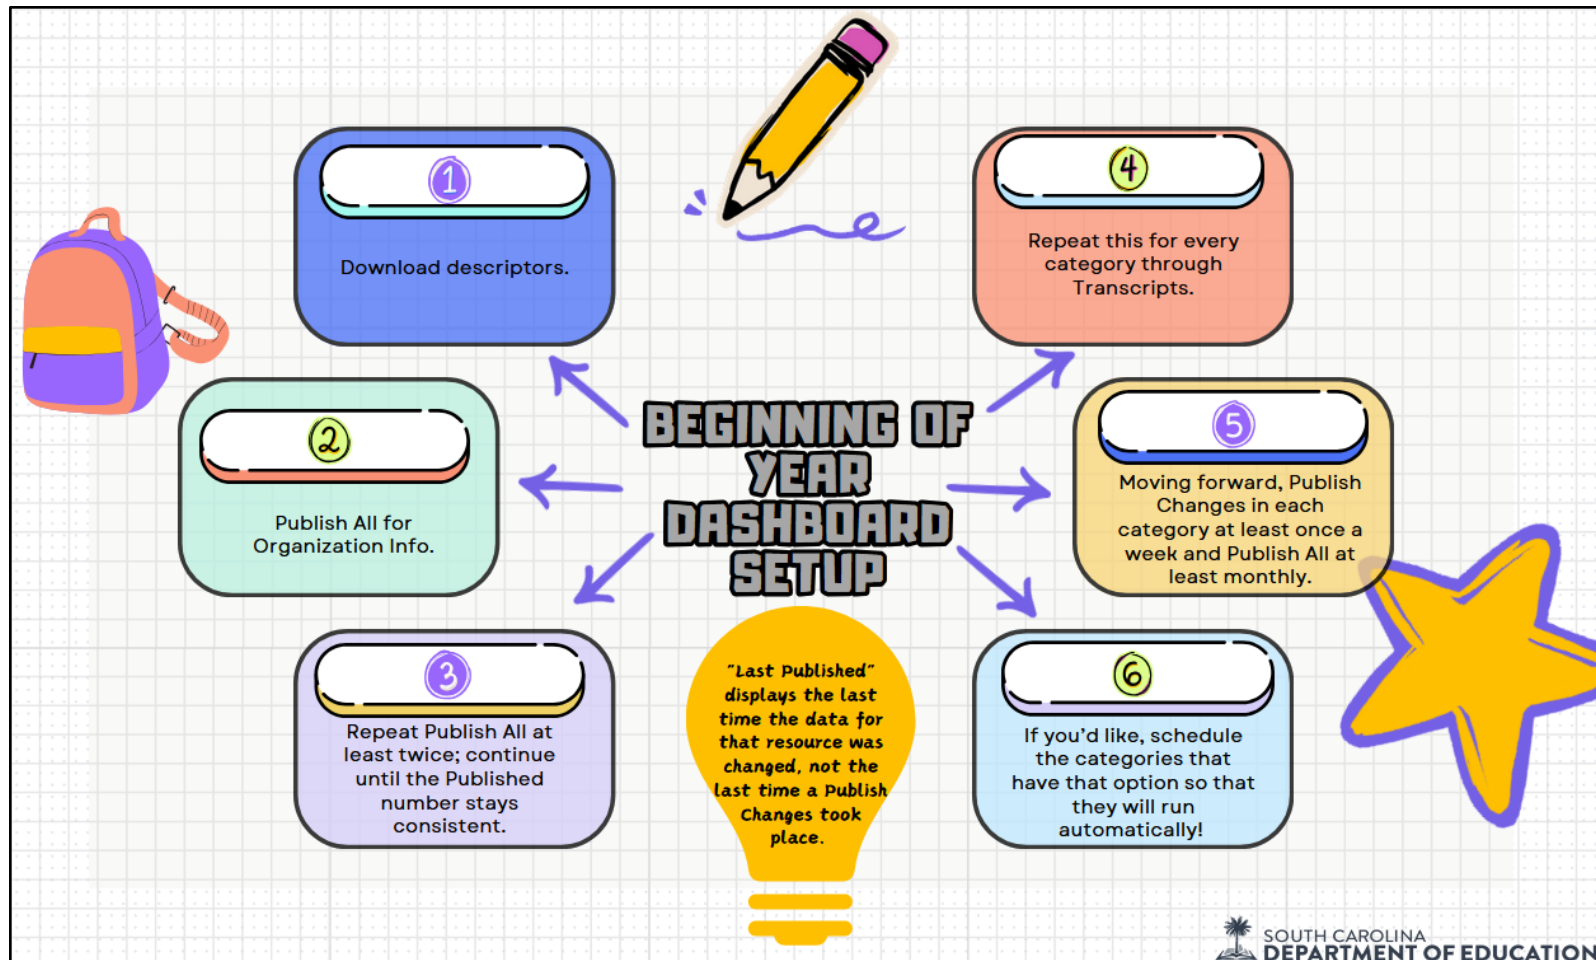 1
Download descriptors.
2
Publish All for
Organization Info.
3
Repeat Publish All at
least twice; continue
until the Published
number stays
consistent.
BEGINNING OF
YEAR
DASHBOARD
SETUP
"Last Published"
displays the last
time the data for
that resource was
changed, not the
last time a Publish
Changes took
place.
4
Repeat this for every
category through
Transcripts.
5
Moving forward, Publish
Changes in each
category at least once a
week and Publish All at
least monthly.
6
If you'd like, schedule
the categories that
have that option so that
they will run
automatically!
SOUTH CAROLINA
DEPARTMENT OF EDUCATION